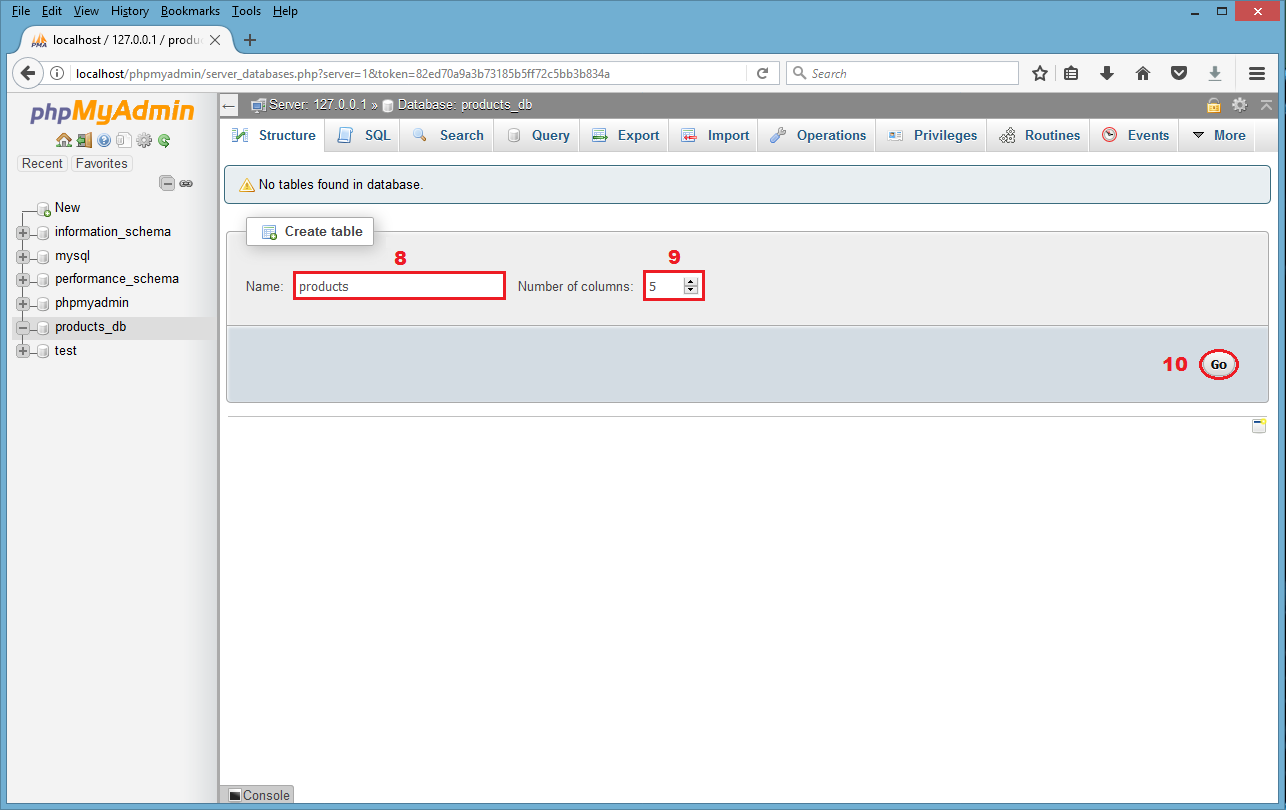 File Edit View History Bookmarks Tools Help
PMA localhost / 127.0.0.1 / produ
localhost/phpmyadmin/server_databases.php?server=1&token=82ed70a9a3b73185b5ff72c5bb3b834a
Search
phpMyAdmin
Recent Favorites
New
information_schema
mysql
performance_schema
phpmyadmin
products_db
test
Server: 127.0.0.1 » Database: products_db
Structure SQL Search Query Export Import Operations Privileges Routines Events More
No tables found in database.
Create table
8 9
Name: products Number of columns: 5
10 Go
Console